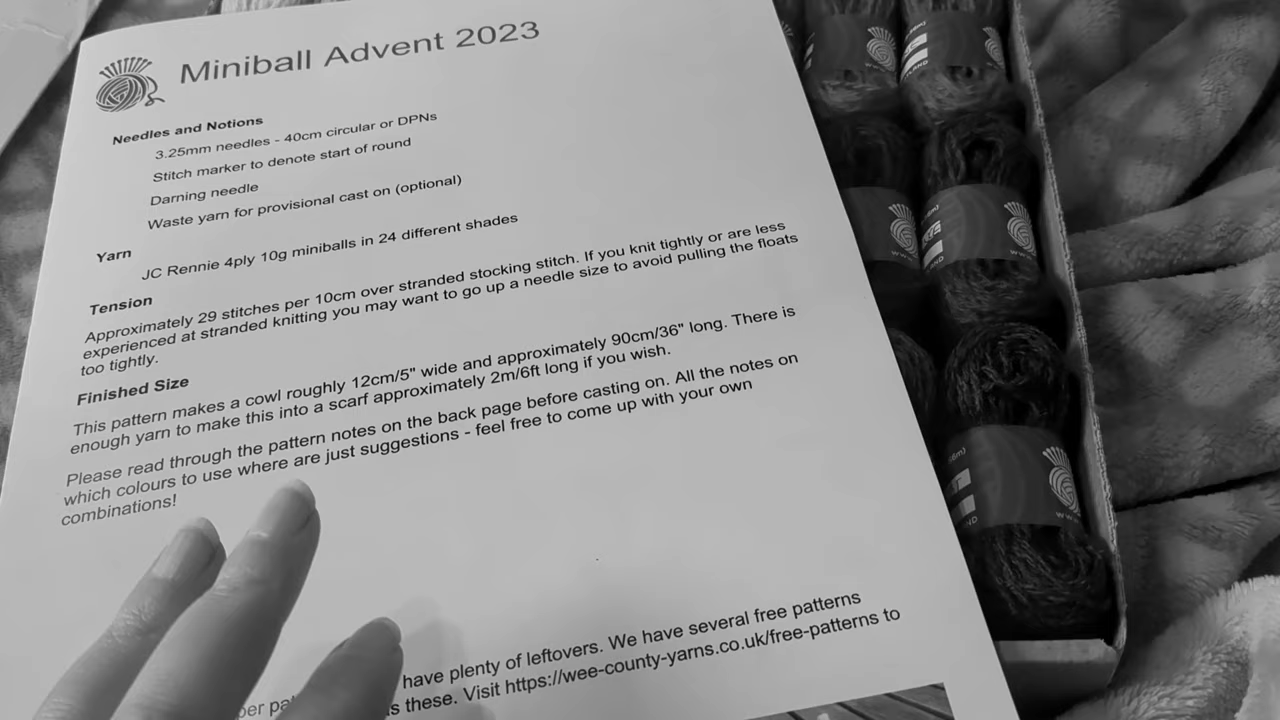 Miniball Advent 2023
Needles and Notions
3.25mm needles - 40cm circular or DPNs
Stitch marker to denote start of round
Darning needle
Waste yarn for provisional cast on (optional)
Yarn
JC Rennie 4ply 10g miniballs in 24 different shades
Tension
Approximately 29 stitches per 10cm over stranded stocking stitch. If you knit tightly or are less
experienced at stranded knitting you may want to go up a needle size to avoid pulling the floats
too tightly.
Finished Size
This pattern makes a cowl roughly 12cm/5" wide and approximately 90cm/36" long. There is
enough yarn to make this into a scarf approximately 2m/6ft long if you wish.
Please read through the pattern notes on the back page before casting on. All the notes on
which colours to use where are just suggestions - feel free to come up with your own
combinations!
have plenty of leftovers. We have several free patterns
these. Visit https://wee-county-yarns.co.uk/free-patterns to